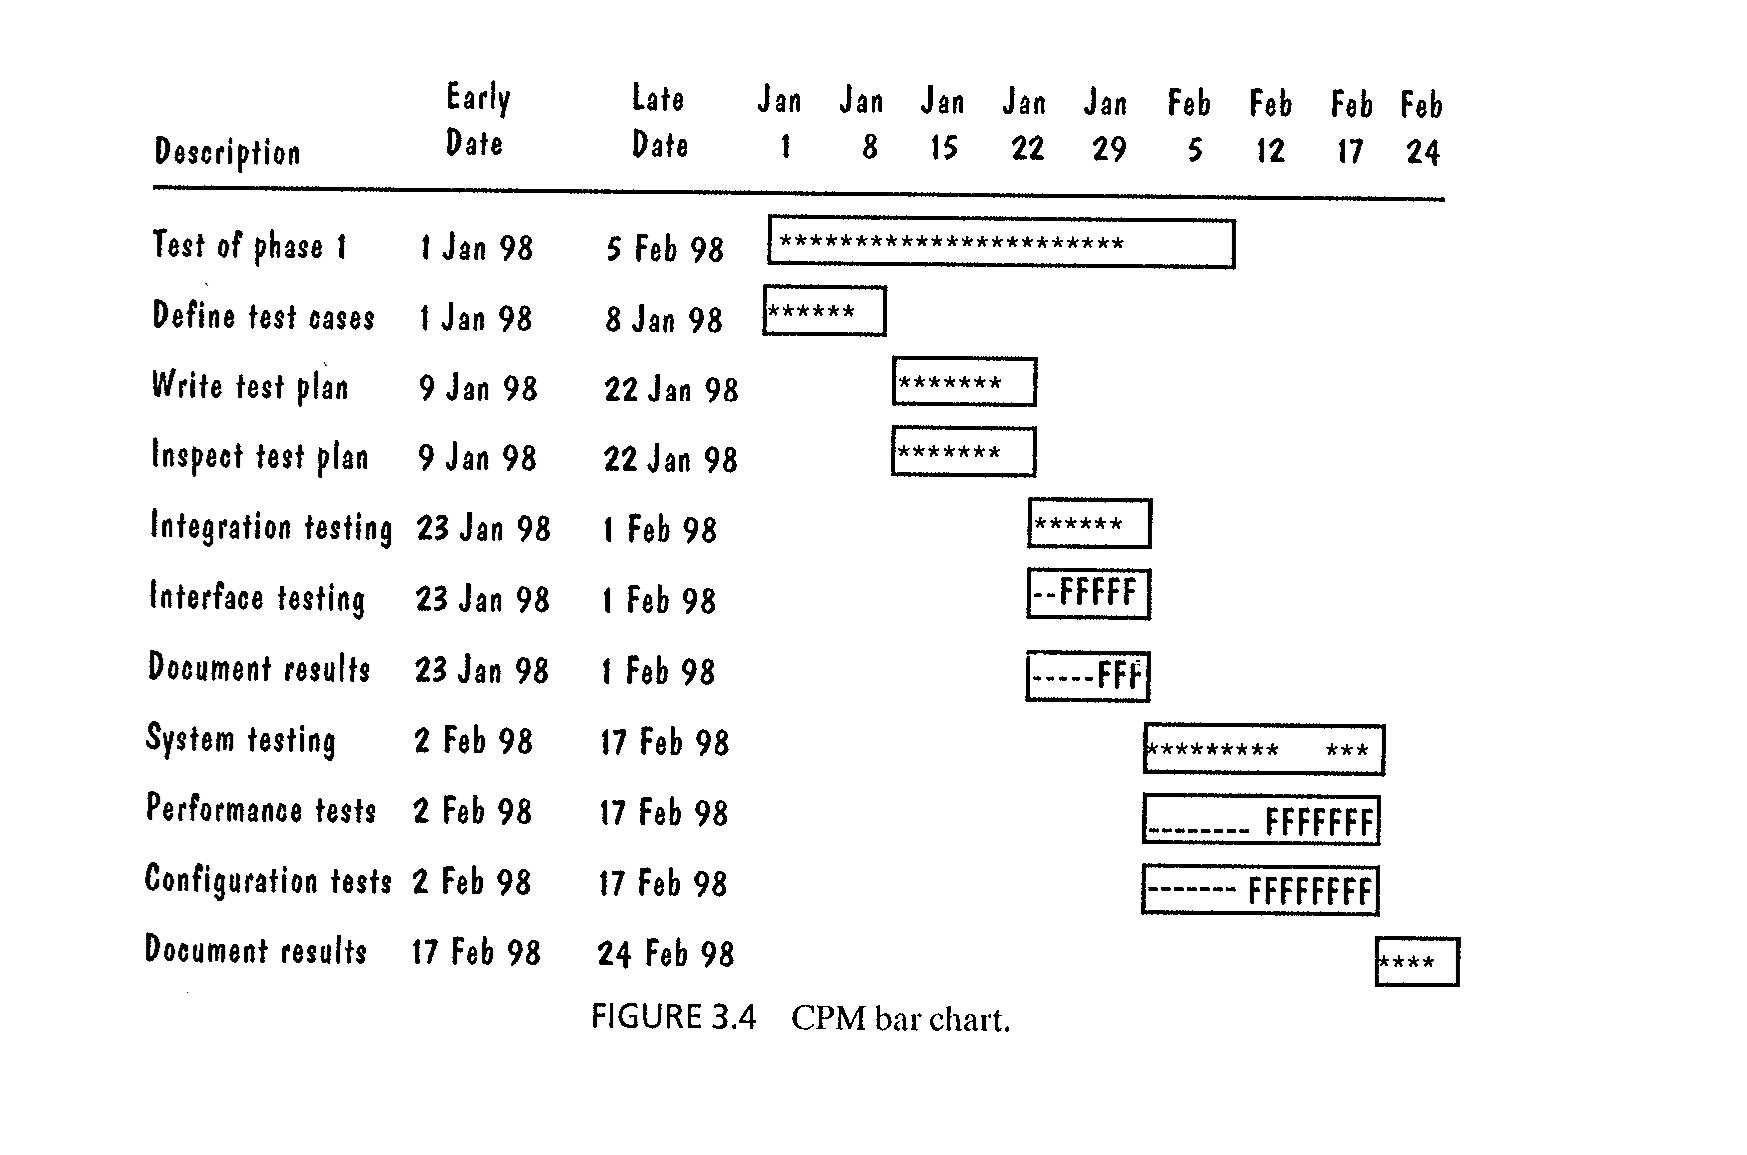 Early Late Jan Jan Jan Jan Jan Feb Feb Feb Feb
Description Date Date 1 8 15 22 29 5 12 17 24
Test of phase 1 1 Jan 98 5 Feb 98 ***********************
Define test cases 1 Jan 98 8 Jan 98 ******
Write test plan 9 Jan 98 22 Jan 98 *******
Inspect test plan 9 Jan 98 22 Jan 98 *******
Integration testing 23 Jan 98 1 Feb 98 ******
Interface testing 23 Jan 98 1 Feb 98 --FFFFF
Document results 23 Jan 98 1 Feb 98 -----FFF
System testing 2 Feb 98 17 Feb 98 ********* ***
Performance tests 2 Feb 98 17 Feb 98 -------- FFFFFFF
Configuration tests 2 Feb 98 17 Feb 98 ------- FFFFFFFF
Document results 17 Feb 98 24 Feb 98 ****
FIGURE 3.4 CPM bar chart.